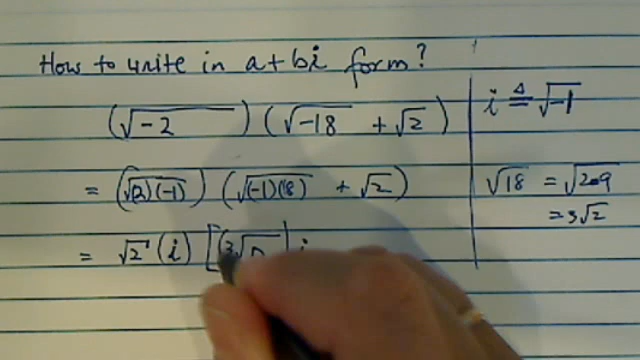 How to write in a + bi form?
(√-2 ) (√-18 + √2)
= (√(2)(-1)) (√(-1)(18) + √2)
= √2 (i) [(3√
i ≜ √-1
√18 = √2∙9
= 3√2